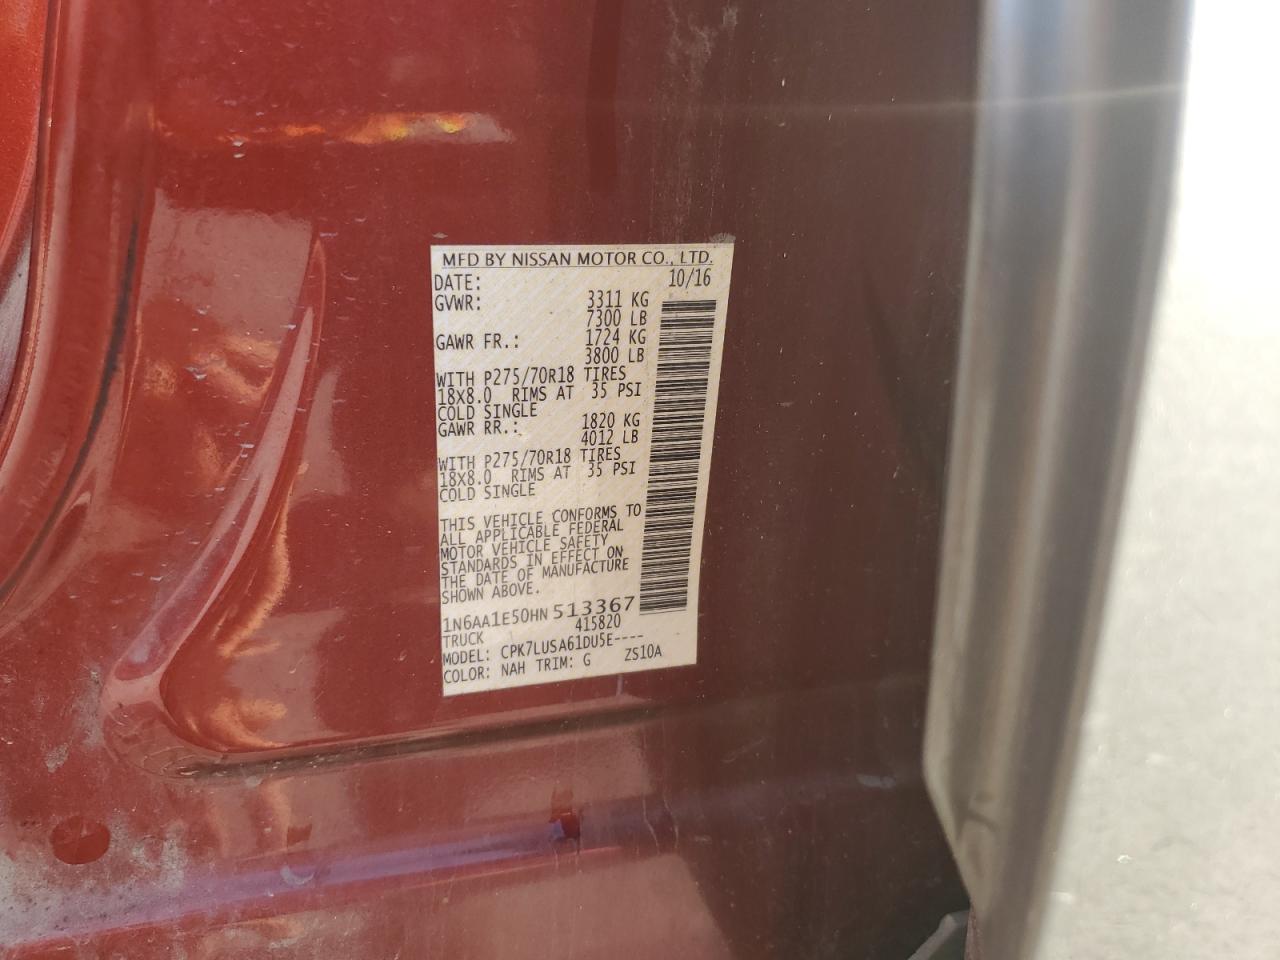 MFD BY NISSAN MOTOR CO., LTD.
DATE: 10/16
GVWR: 3311 KG
7300 LB
GAWR FR.: 1724 KG
3800 LB
WITH P275/70R18 TIRES
18X8.0 RIMS AT 35 PSI
COLD SINGLE
GAWR RR.: 1820 KG
4012 LB
WITH P275/70R18 TIRES
18X8.0 RIMS AT 35 PSI
COLD SINGLE
THIS VEHICLE CONFORMS TO
ALL APPLICABLE FEDERAL
MOTOR VEHICLE SAFETY
STANDARDS IN EFFECT ON
THE DATE OF MANUFACTURE
SHOWN ABOVE.
1N6AA1E50HN513367
TRUCK 415820
MODEL: CPK7LUSA61DU5E----
COLOR: NAH TRIM: G ZS10A